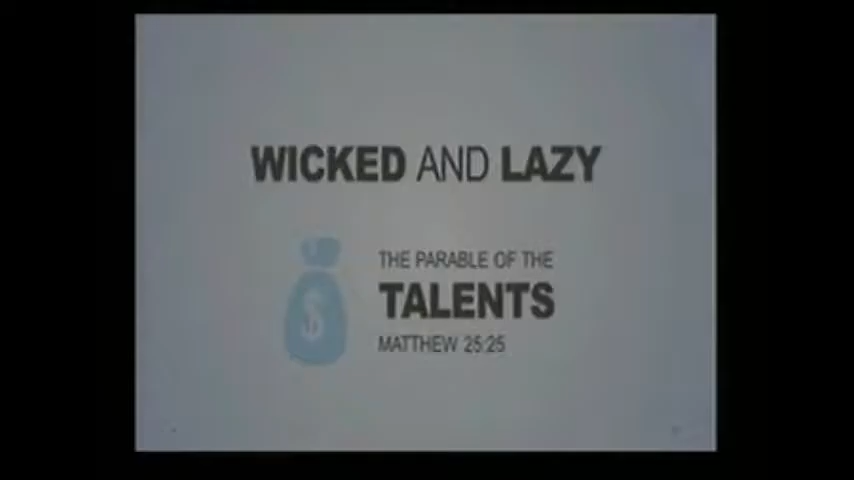 WICKED AND LAZY
THE PARABLE OF THE
TALENTS
MATTHEW 25:25
$